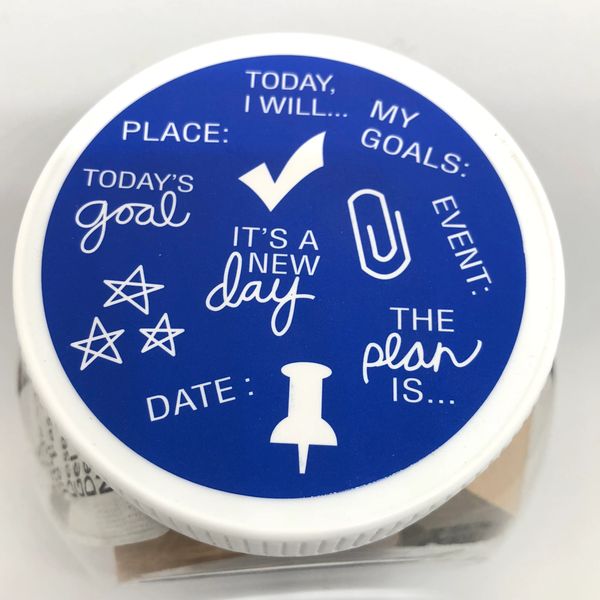 TODAY,
I WILL...
MY
GOALS:
PLACE:
TODAY'S
goal
IT'S A
NEW
day
EVENT:
THE
plan
IS...
DATE: